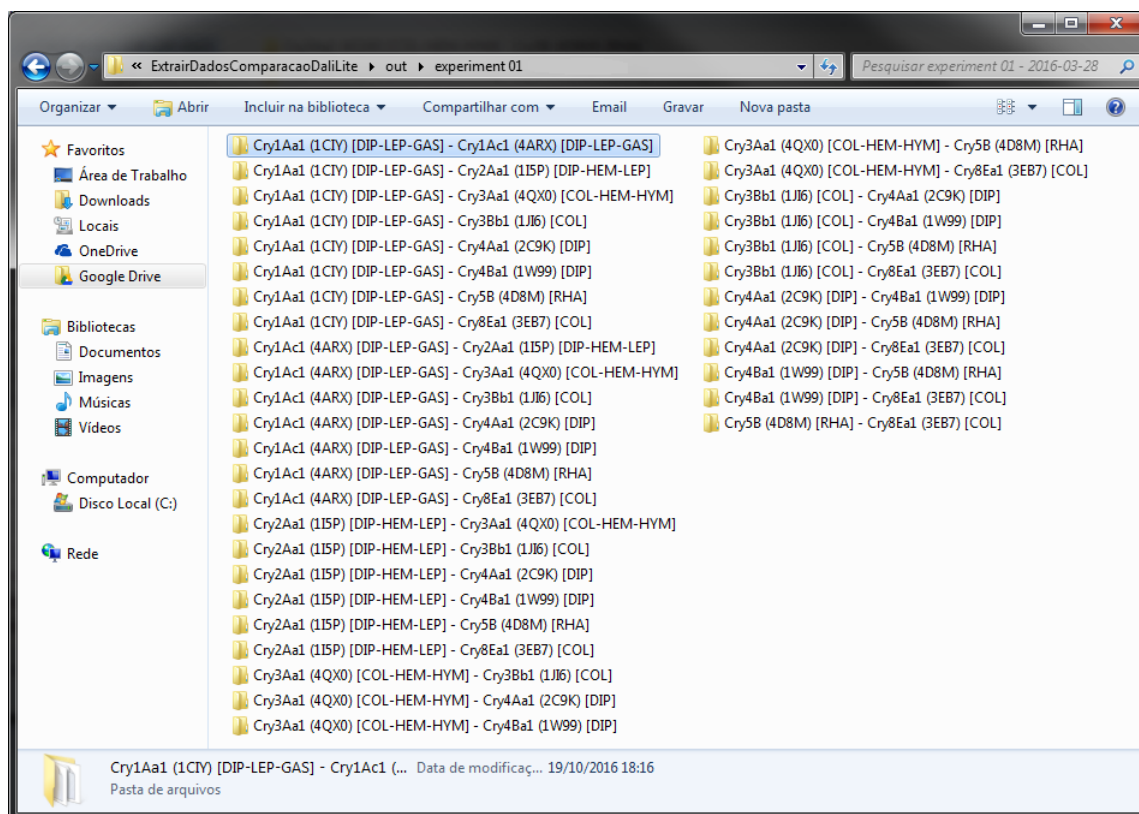 « ExtrairDadosComparacaoDaliLite ▸ out ▸ experiment 01
Pesquisar experiment 01 - 2016-03-28
Organizar
Abrir
Incluir na biblioteca
Compartilhar com
Email
Gravar
Nova pasta
Favoritos
Área de Trabalho
Downloads
Locais
OneDrive
Google Drive
Bibliotecas
Documentos
Imagens
Músicas
Vídeos
Computador
Disco Local (C:)
Rede
Cry1Aa1 (1CIY) [DIP-LEP-GAS] - Cry1Ac1 (4ARX) [DIP-LEP-GAS]
Cry1Aa1 (1CIY) [DIP-LEP-GAS] - Cry2Aa1 (1I5P) [DIP-HEM-LEP]
Cry1Aa1 (1CIY) [DIP-LEP-GAS] - Cry3Aa1 (4QX0) [COL-HEM-HYM]
Cry1Aa1 (1CIY) [DIP-LEP-GAS] - Cry3Bb1 (1JI6) [COL]
Cry1Aa1 (1CIY) [DIP-LEP-GAS] - Cry4Aa1 (2C9K) [DIP]
Cry1Aa1 (1CIY) [DIP-LEP-GAS] - Cry4Ba1 (1W99) [DIP]
Cry1Aa1 (1CIY) [DIP-LEP-GAS] - Cry5B (4D8M) [RHA]
Cry1Aa1 (1CIY) [DIP-LEP-GAS] - Cry8Ea1 (3EB7) [COL]
Cry1Ac1 (4ARX) [DIP-LEP-GAS] - Cry2Aa1 (1I5P) [DIP-HEM-LEP]
Cry1Ac1 (4ARX) [DIP-LEP-GAS] - Cry3Aa1 (4QX0) [COL-HEM-HYM]
Cry1Ac1 (4ARX) [DIP-LEP-GAS] - Cry3Bb1 (1JI6) [COL]
Cry1Ac1 (4ARX) [DIP-LEP-GAS] - Cry4Aa1 (2C9K) [DIP]
Cry1Ac1 (4ARX) [DIP-LEP-GAS] - Cry4Ba1 (1W99) [DIP]
Cry1Ac1 (4ARX) [DIP-LEP-GAS] - Cry5B (4D8M) [RHA]
Cry1Ac1 (4ARX) [DIP-LEP-GAS] - Cry8Ea1 (3EB7) [COL]
Cry2Aa1 (1I5P) [DIP-HEM-LEP] - Cry3Aa1 (4QX0) [COL-HEM-HYM]
Cry2Aa1 (1I5P) [DIP-HEM-LEP] - Cry3Bb1 (1JI6) [COL]
Cry2Aa1 (1I5P) [DIP-HEM-LEP] - Cry4Aa1 (2C9K) [DIP]
Cry2Aa1 (1I5P) [DIP-HEM-LEP] - Cry4Ba1 (1W99) [DIP]
Cry2Aa1 (1I5P) [DIP-HEM-LEP] - Cry5B (4D8M) [RHA]
Cry2Aa1 (1I5P) [DIP-HEM-LEP] - Cry8Ea1 (3EB7) [COL]
Cry3Aa1 (4QX0) [COL-HEM-HYM] - Cry3Bb1 (1JI6) [COL]
Cry3Aa1 (4QX0) [COL-HEM-HYM] - Cry4Aa1 (2C9K) [DIP]
Cry3Aa1 (4QX0) [COL-HEM-HYM] - Cry4Ba1 (1W99) [DIP]
Cry3Aa1 (4QX0) [COL-HEM-HYM] - Cry5B (4D8M) [RHA]
Cry3Aa1 (4QX0) [COL-HEM-HYM] - Cry8Ea1 (3EB7) [COL]
Cry3Bb1 (1JI6) [COL] - Cry4Aa1 (2C9K) [DIP]
Cry3Bb1 (1JI6) [COL] - Cry4Ba1 (1W99) [DIP]
Cry3Bb1 (1JI6) [COL] - Cry5B (4D8M) [RHA]
Cry3Bb1 (1JI6) [COL] - Cry8Ea1 (3EB7) [COL]
Cry4Aa1 (2C9K) [DIP] - Cry4Ba1 (1W99) [DIP]
Cry4Aa1 (2C9K) [DIP] - Cry5B (4D8M) [RHA]
Cry4Aa1 (2C9K) [DIP] - Cry8Ea1 (3EB7) [COL]
Cry4Ba1 (1W99) [DIP] - Cry5B (4D8M) [RHA]
Cry4Ba1 (1W99) [DIP] - Cry8Ea1 (3EB7) [COL]
Cry5B (4D8M) [RHA] - Cry8Ea1 (3EB7) [COL]
Cry1Aa1 (1CIY) [DIP-LEP-GAS] - Cry1Ac1 (... Data de modificaç... 19/10/2016 18:16
Pasta de arquivos